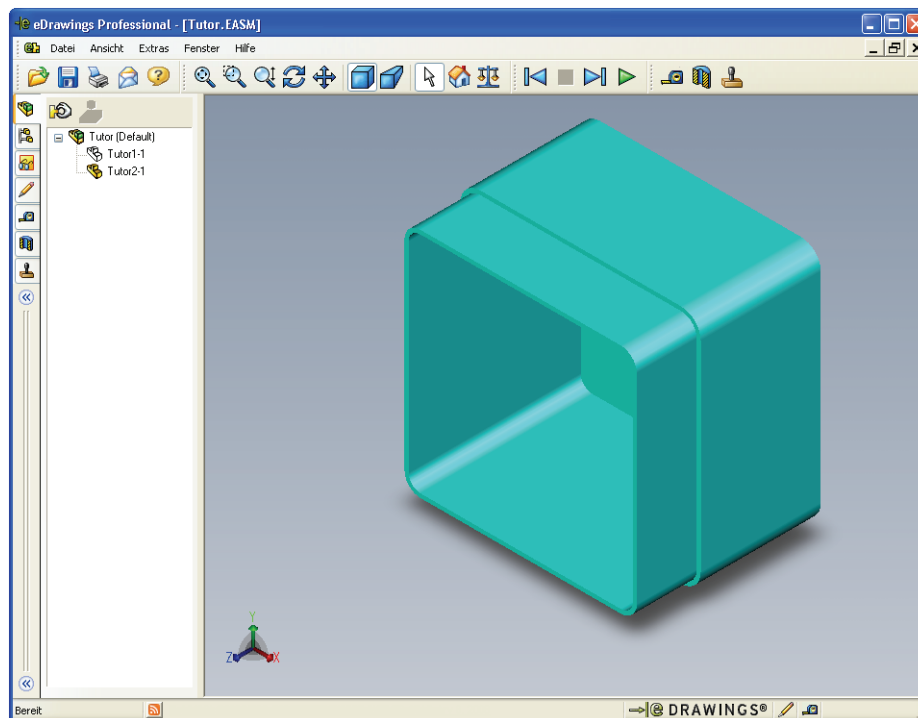 eDrawings Professional - [Tutor.EASM]
Datei Ansicht Extras Fenster Hilfe
Tutor (Default)
Tutor1-1
Tutor2-1
Y
Z X
Bereit
e DRAWINGS®